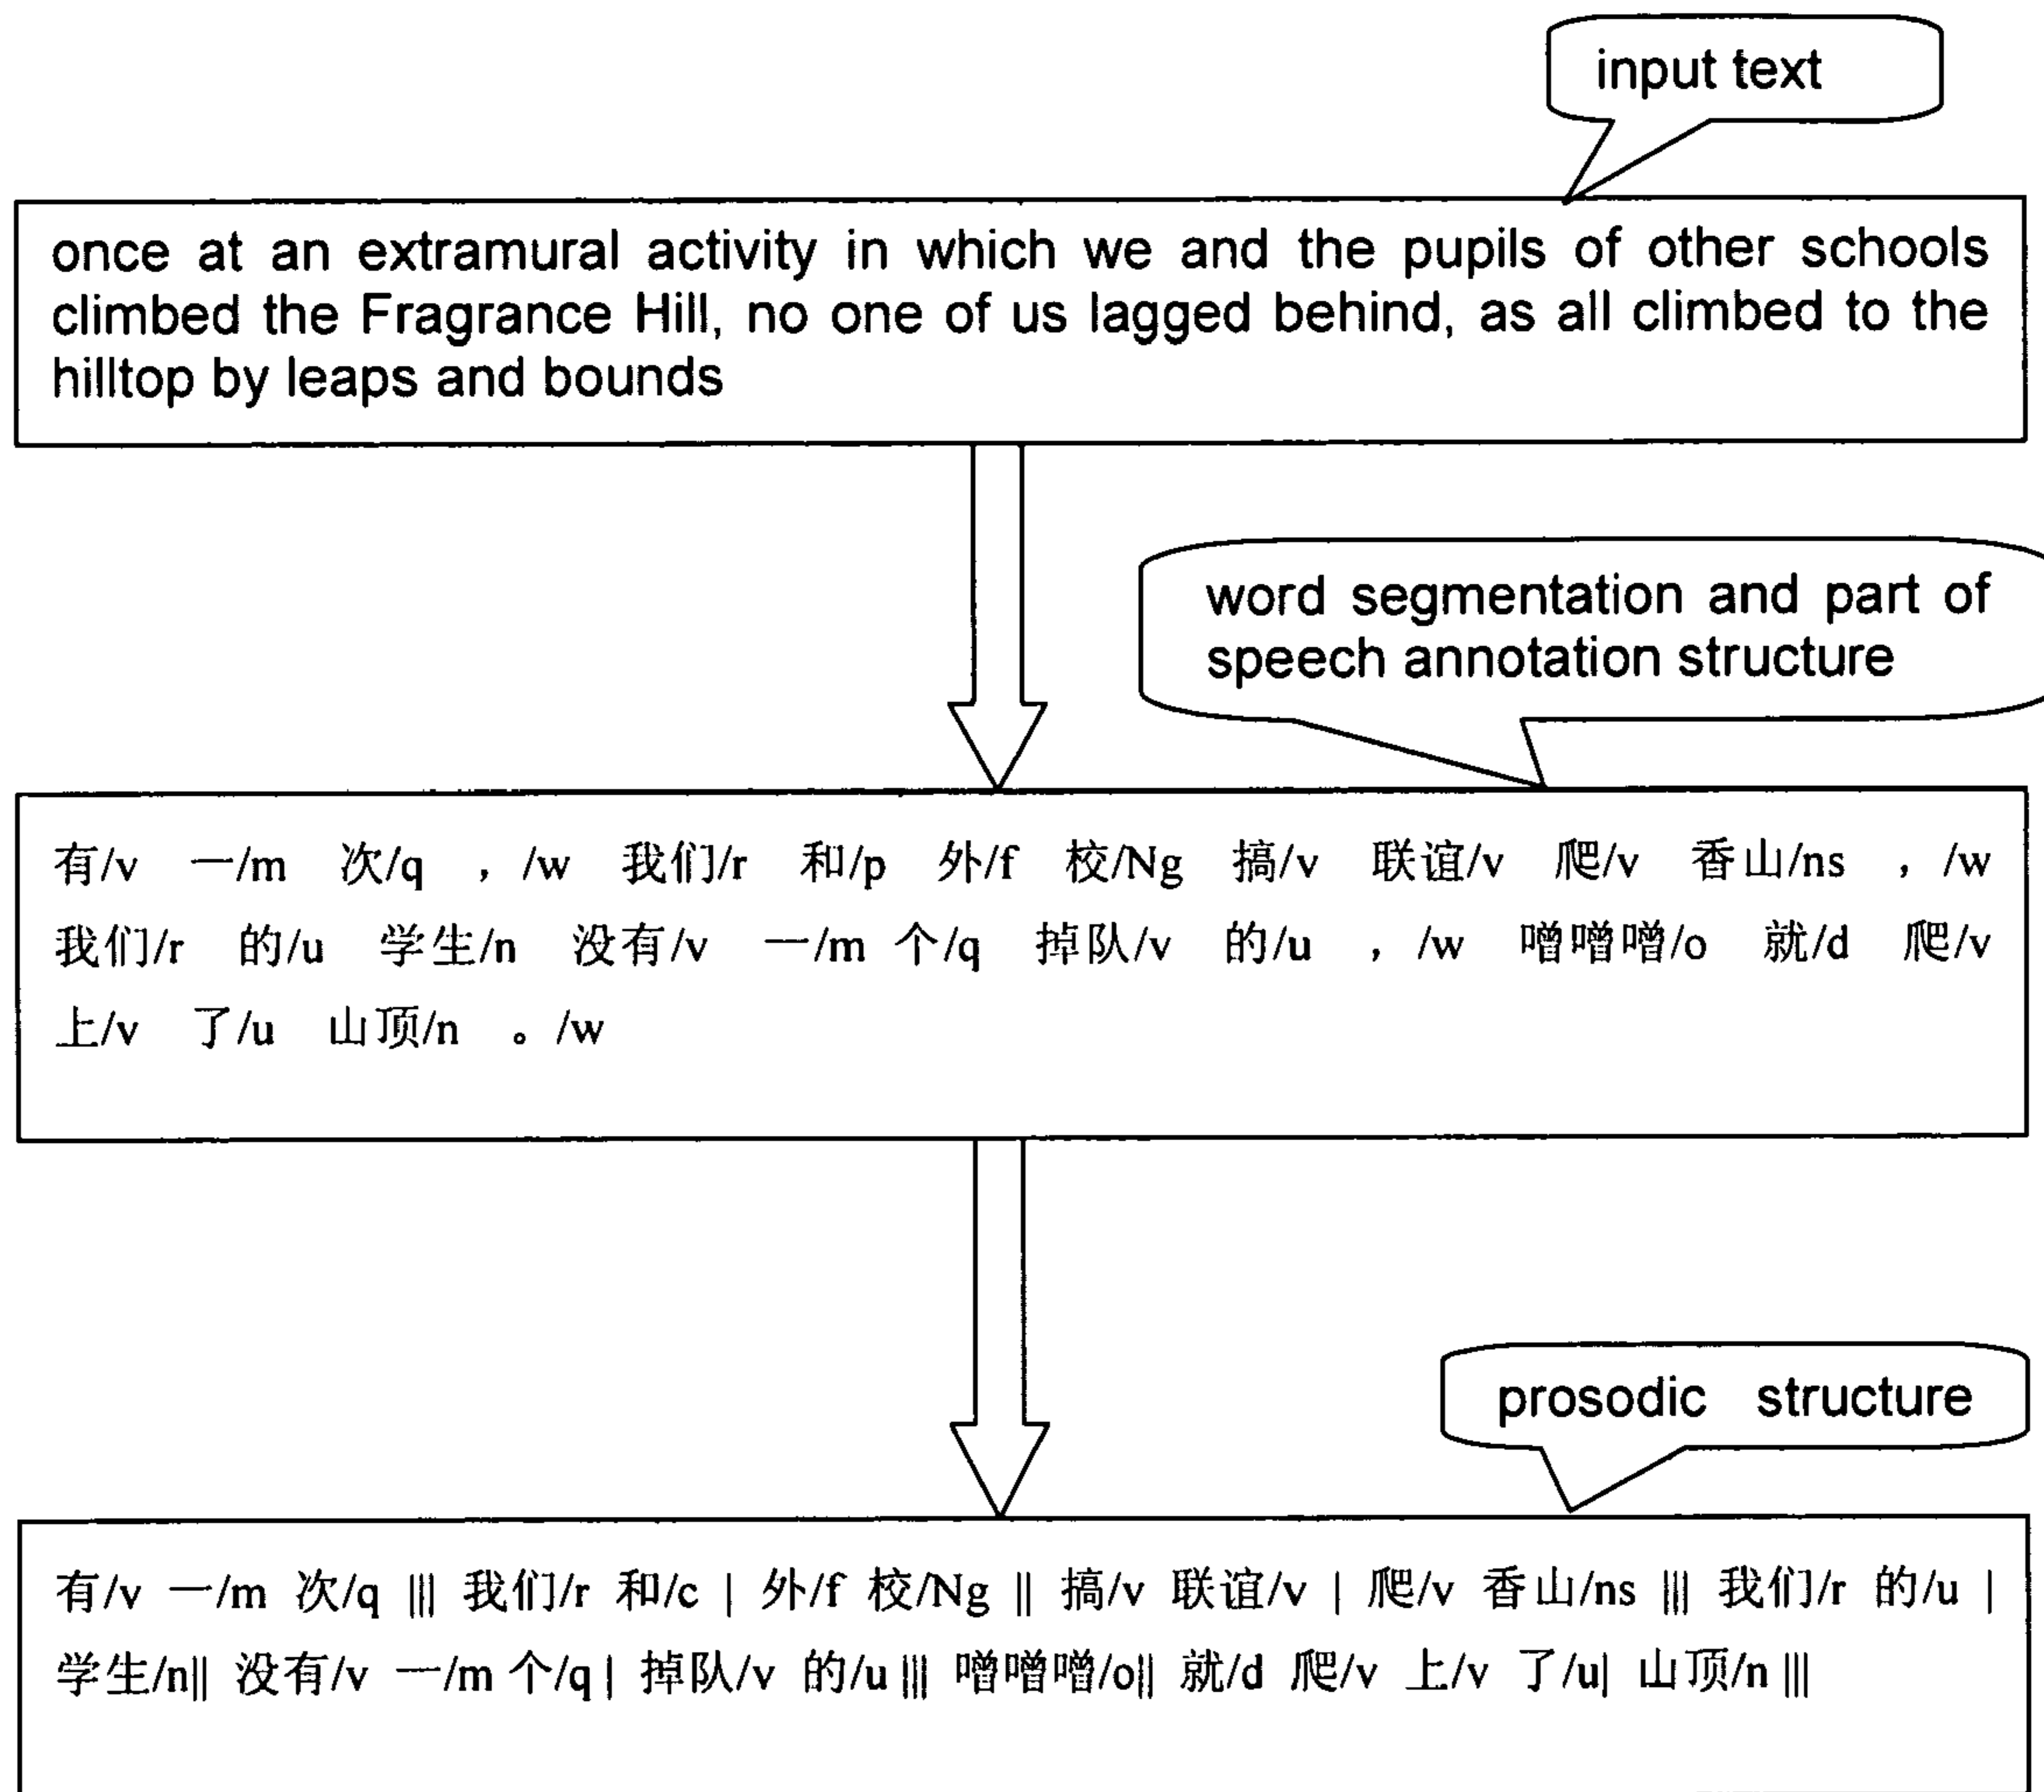 input text
once at an extramural activity in which we and the pupils of other schools
climbed the Fragrance Hill, no one of us lagged behind, as all climbed to the
hilltop by leaps and bounds
word segmentation and part of
speech annotation structure
有/v 一/m 次/q ，/w 我们/r 和/p 外/f 校/Ng 搞/v 联谊/v 爬/v 香山/ns ，/w
我们/r 的/u 学生/n 没有/v 一/m 个/q 掉队/v 的/u ，/w 噌噌噌/o 就/d 爬/v
上/v 了/u 山顶/n 。/w
prosodic structure
有/v 一/m 次/q ||| 我们/r 和/c | 外/f 校/Ng || 搞/v 联谊/v | 爬/v 香山/ns ||| 我们/r 的/u |
学生/n|| 没有/v 一/m 个/q | 掉队/v 的/u ||| 噌噌噌/o|| 就/d 爬/v 上/v 了/u| 山顶/n |||